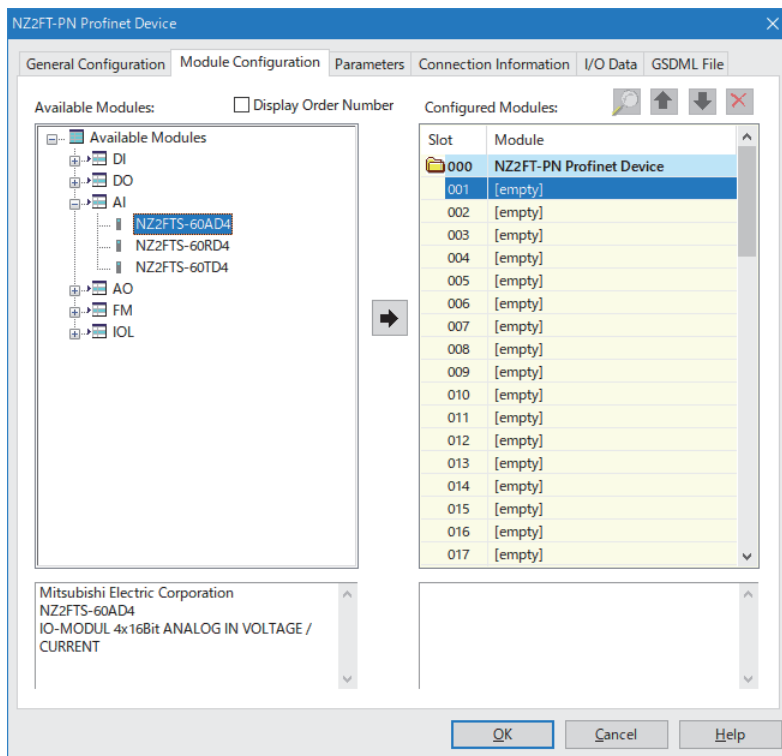 NZ2FT-PN Profinet Device
General Configuration Module Configuration Parameters Connection Information I/O Data GSDML File
Available Modules: Display Order Number
Available Modules
DI
DO
AI
NZ2FTS-60AD4
NZ2FTS-60RD4
NZ2FTS-60TD4
AO
FM
IOL
Mitsubishi Electric Corporation
NZ2FTS-60AD4
IO-MODUL 4x16Bit ANALOG IN VOLTAGE /
CURRENT
Configured Modules:
Slot Module
000 NZ2FT-PN Profinet Device
001 [empty]
002 [empty]
003 [empty]
004 [empty]
005 [empty]
006 [empty]
007 [empty]
008 [empty]
009 [empty]
010 [empty]
011 [empty]
012 [empty]
013 [empty]
014 [empty]
015 [empty]
016 [empty]
017 [empty]
OK Cancel Help